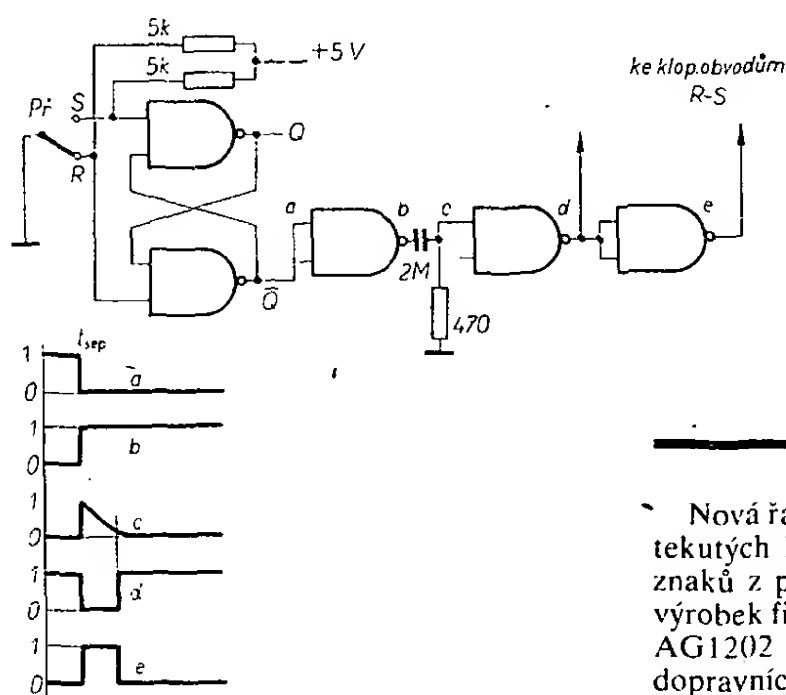 5k
5k
+5 V
ke klop.obvodům
R-S
Př
S
R
Q
Q̄
a
b
2M
c
470
d
e
t_sep
1
0
a
1
0
b
1
0
c
1
0
d
1
0
e
Nová řa
tekutých
znaků z p
výrobek fi
AG1202
dopravníc